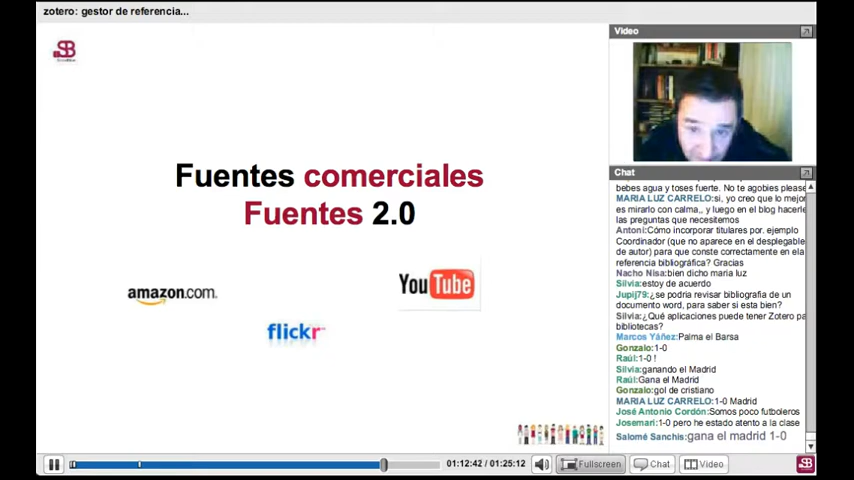 zotero: gestor de referencia...
SB
Fuentes comerciales
Fuentes 2.0
amazon.com
You Tube
flickr
Video
Chat
bebes agua y toses fuerte. No te agobies please
MARIA LUZ CARRELO:si, yo creo que lo mejor
es mirarlo con calma,, y luego en el blog hacerle
las preguntas que necesitemos
Antoni:Cómo incorporar titulares por. ejemplo
Coordinador (que no aparece en el desplegable
de autor) para que conste correctamente en ela
referencia bibliográfica? Gracias
Nacho Nisa:bien dicho maria luz
Silvia:estoy de acuerdo
Jupij79:¿se podria revisar bibliografia de un
documento word, para saber si esta bien?
Silvia:¿Qué aplicaciones puede tener Zotero pa
bibliotecas?
Marcos Yáñez:Palma el Barsa
Gonzalo:1-0
Raúl:1-0 !
Silvia:ganando el Madrid
Raúl:Gana el Madrid
Gonzalo:gol de cristiano
MARIA LUZ CARRELO:1-0 Madrid
José Antonio Cordón:Somos poco futboleros
Josemari:1-0 pero he estado atento a la clase
Salomé Sanchis:gana el madrid 1-0
01:12:42 / 01:25:12
Fullscreen
Chat
Video
SB